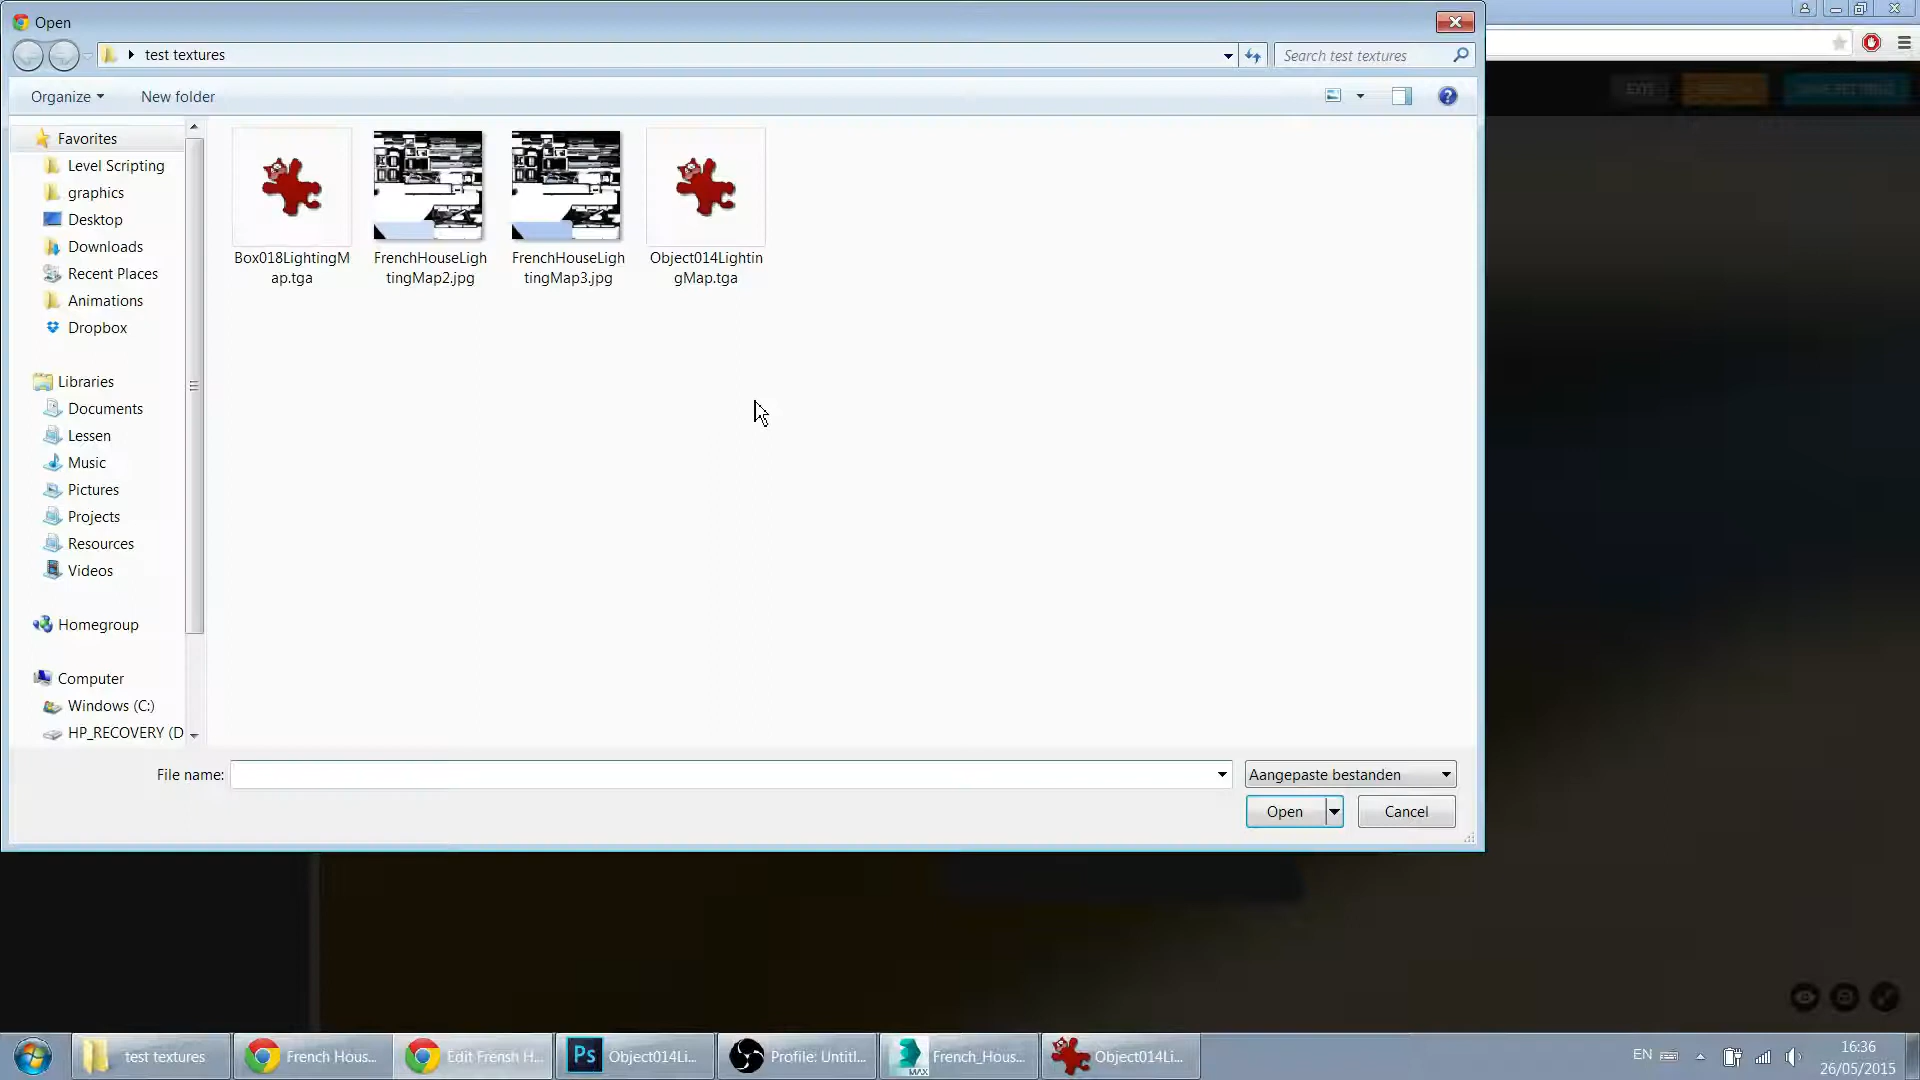 Open
test textures
Search test textures
Organize
New folder
Favorites
Level Scripting
graphics
Desktop
Downloads
Recent Places
Animations
Dropbox
Libraries
Documents
Lessen
Music
Pictures
Projects
Resources
Videos
Homegroup
Computer
Windows (C:)
HP_RECOVERY (D
Box018LightingM
ap.tga
FrenchHouseLigh
tingMap2.jpg
FrenchHouseLigh
tingMap3.jpg
Object014Lightin
gMap.tga
File name:
Aangepaste bestanden
Open
Cancel
EXIT
test textures
French Hous...
Edit Frensh H...
Ps
Object014Li...
Profile: Untitl...
MAX
French_Hous...
Object014Li...
EN
16:36
26/05/2015